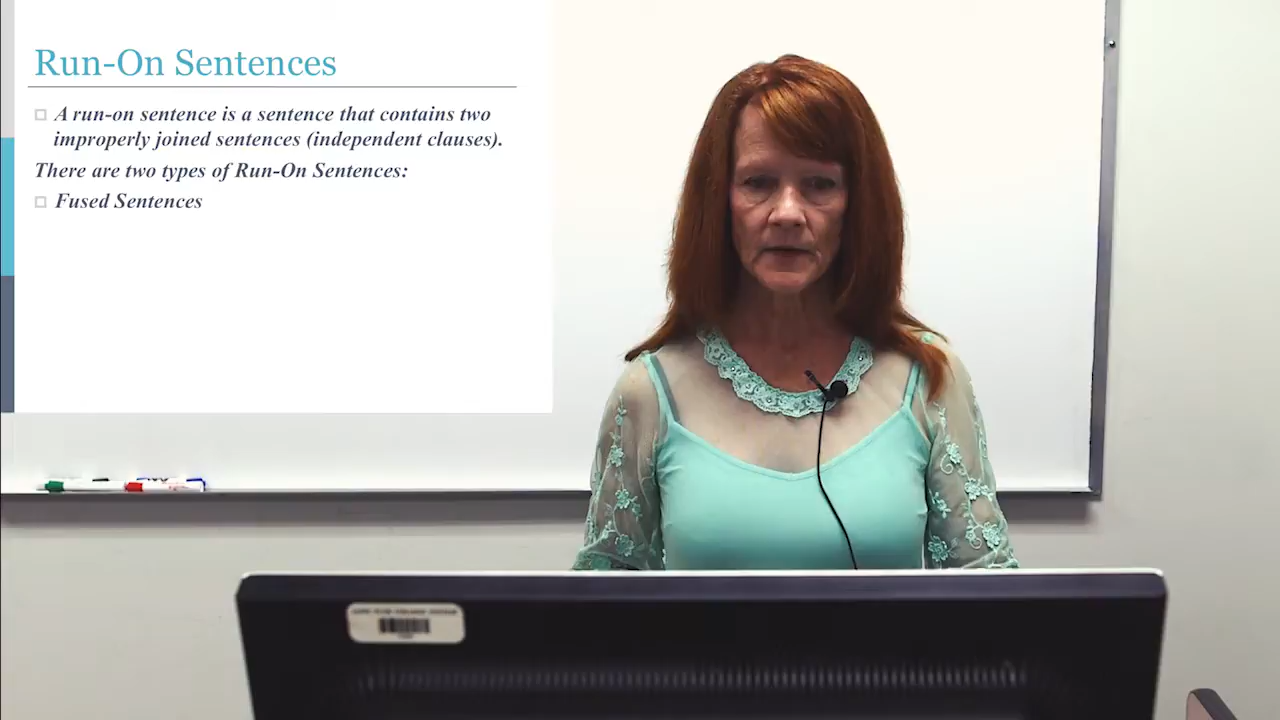 Run-On Sentences
A run-on sentence is a sentence that contains two
improperly joined sentences (independent clauses).
There are two types of Run-On Sentences:
Fused Sentences